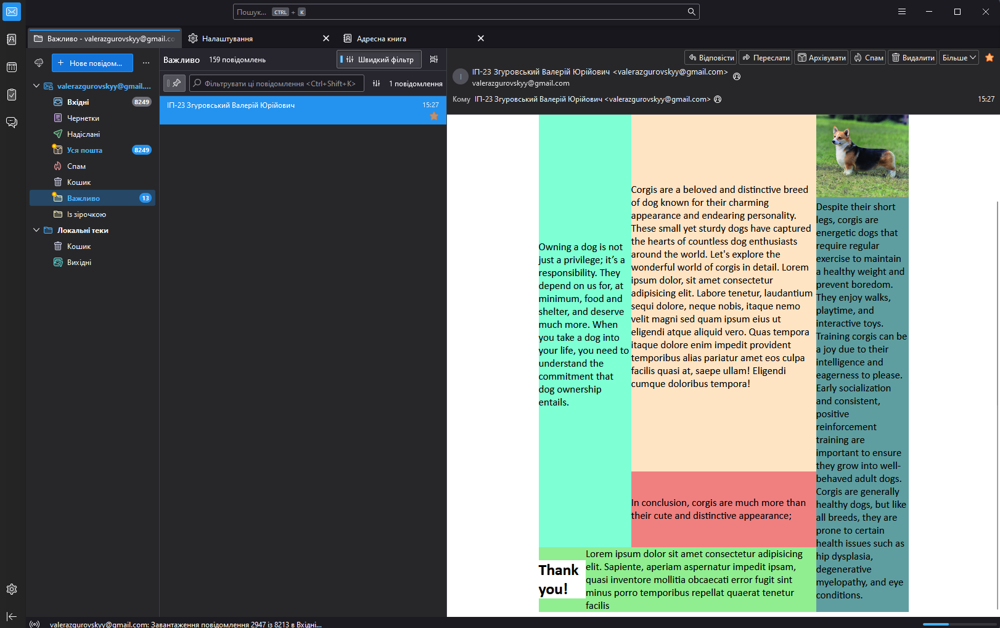 Пошук... CTRL + K
Важливо - valerazgurovskyy@gmail.co
Налаштування
Адресна книга
Нове повідом...
valerazgurovskyy@gmail....
Вхідні 8249
Чернетки
Надіслані
Уся пошта 8249
Спам
Кошик
Важливо 13
Із зірочкою
Локальні теки
Кошик
Вихідні
Важливо 159 повідомлень Швидкий фільтр
Фільтрувати ці повідомлення <Ctrl+Shift+K> 1 повідомлення
ІП-23 Згуровський Валерій Юрійович 15:27
Відповісти Переслати Архівувати Спам Видалити Більше
І
ІП-23 Згуровський Валерій Юрійович <valerazgurovskyy@gmail.com>
valerazgurovskyy@gmail.com
Кому ІП-23 Згуровський Валерій Юрійович <valerazgurovskyy@gmail.com> 15:27
Owning a dog is not
just a privilege; it’s a
responsibility. They
depend on us for, at
minimum, food and
shelter, and deserve
much more. When
you take a dog into
your life, you need to
understand the
commitment that
dog ownership
entails.
Corgis are a beloved and distinctive breed
of dog known for their charming
appearance and endearing personality.
These small yet sturdy dogs have captured
the hearts of countless dog enthusiasts
around the world. Let's explore the
wonderful world of corgis in detail. Lorem
ipsum dolor, sit amet consectetur
adipisicing elit. Labore tenetur, laudantium
sequi dolore, neque nobis, itaque nemo
velit magni sed quam ipsum eius ut
eligendi atque aliquid vero. Quas tempora
itaque dolore enim impedit provident
temporibus alias pariatur amet eos culpa
facilis quasi at, saepe ullam! Eligendi
cumque doloribus tempora!
In conclusion, corgis are much more than
their cute and distinctive appearance;
Despite their short
legs, corgis are
energetic dogs that
require regular
exercise to maintain
a healthy weight and
prevent boredom.
They enjoy walks,
playtime, and
interactive toys.
Training corgis can be
a joy due to their
intelligence and
eagerness to please.
Early socialization
and consistent,
positive
reinforcement
training are
important to ensure
they grow into well-
behaved adult dogs.
Corgis are generally
healthy dogs, but like
all breeds, they are
prone to certain
health issues such as
hip dysplasia,
degenerative
myelopathy, and eye
conditions.
Thank
you!
Lorem ipsum dolor sit amet consectetur adipisicing
elit. Sapiente, aperiam aspernatur impedit ipsam,
quasi inventore mollitia obcaecati error fugit sint
minus porro temporibus repellat quaerat tenetur
facilis
valerazgurovskyy@gmail.com: Завантаження повідомлення 2947 із 8213 в Вхідні...